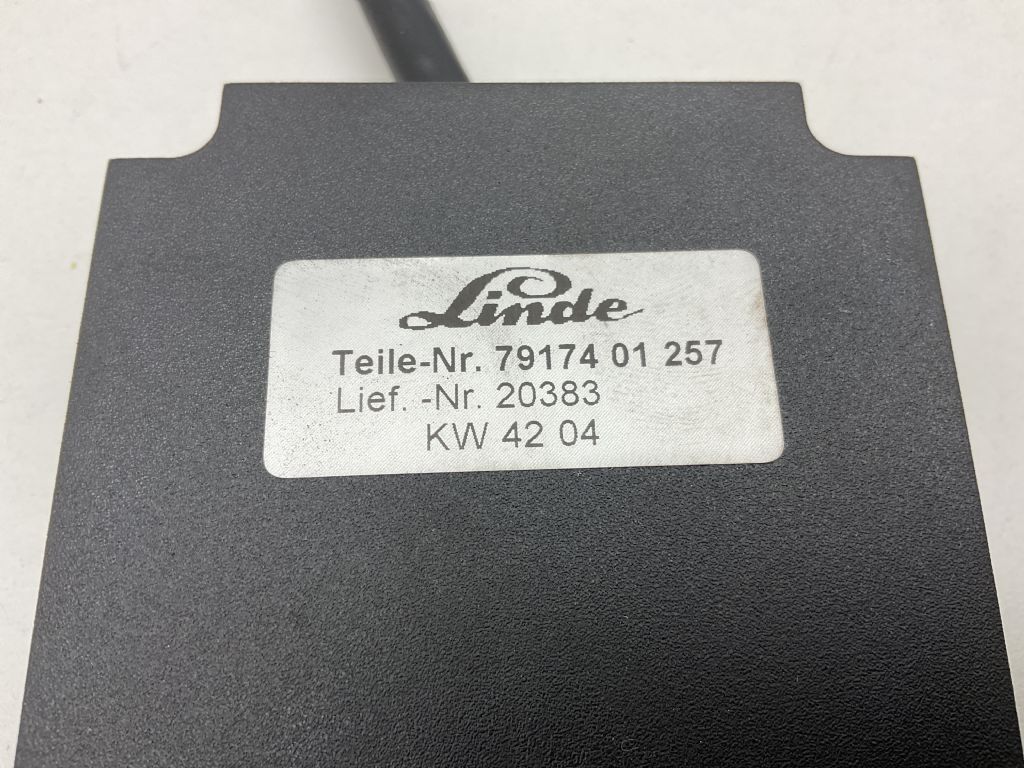 Linde
Teile-Nr. 79174 01 257
Lief. -Nr. 20383
KW 42 04